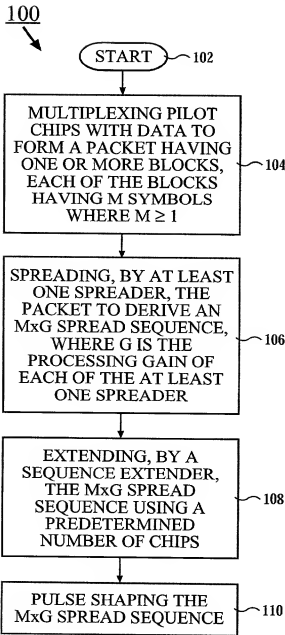 100
START
102
MULTIPLEXING PILOT
CHIPS WITH DATA TO
FORM A PACKET HAVING
ONE OR MORE BLOCKS,
EACH OF THE BLOCKS
HAVING M SYMBOLS
WHERE M ≥ 1
104
SPREADING, BY AT LEAST
ONE SPREADER, THE
PACKET TO DERIVE AN
MxG SPREAD SEQUENCE,
WHERE G IS THE
PROCESSING GAIN OF
EACH OF THE AT LEAST
ONE SPREADER
106
EXTENDING, BY A
SEQUENCE EXTENDER,
THE MxG SPREAD
SEQUENCE USING A
PREDETERMINED
NUMBER OF CHIPS
108
PULSE SHAPING THE
MxG SPREAD SEQUENCE
110